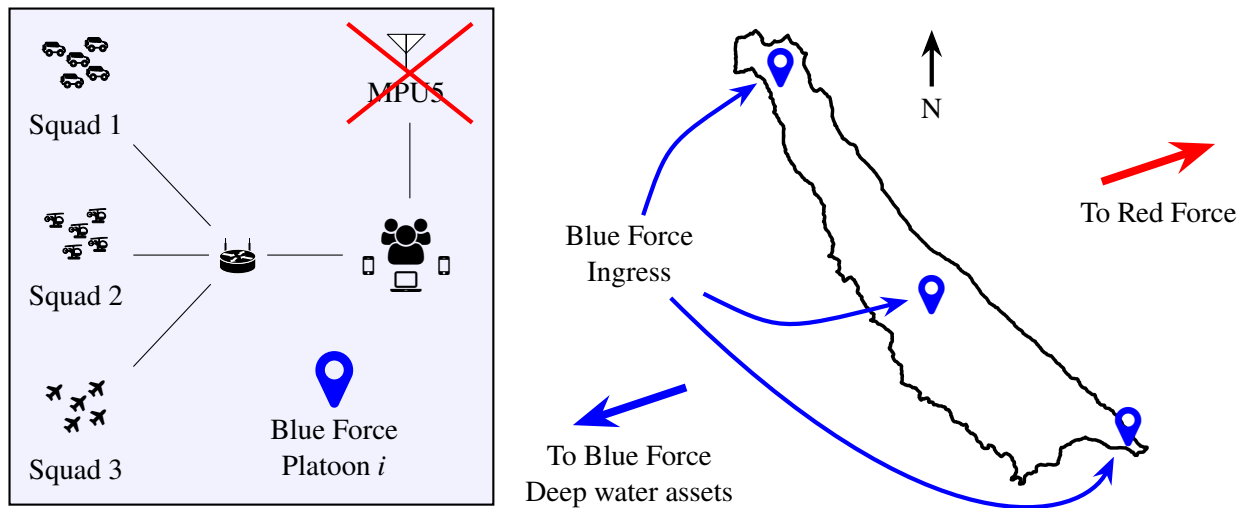 Squad 1
MPU5
Squad 2
Squad 3
Blue Force
Platoon i
N
To Red Force
Blue Force
Ingress
To Blue Force
Deep water assets